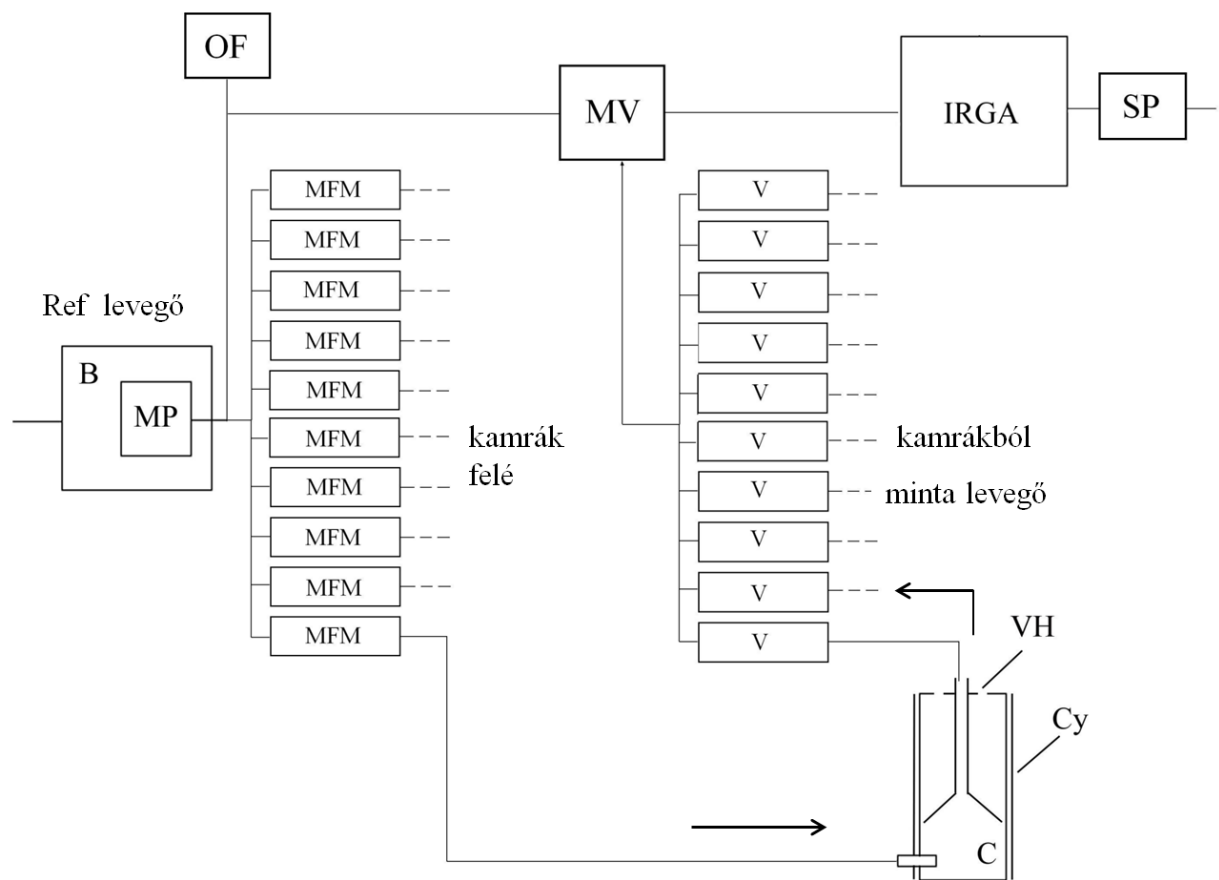 OF
MV
IRGA
SP
MFM
MFM
MFM
MFM
MFM
MFM
MFM
MFM
MFM
MFM
Ref levegő
B
MP
kamrák
felé
V
V
V
V
V
V
V
V
V
V
kamrákból
minta levegő
VH
Cy
C